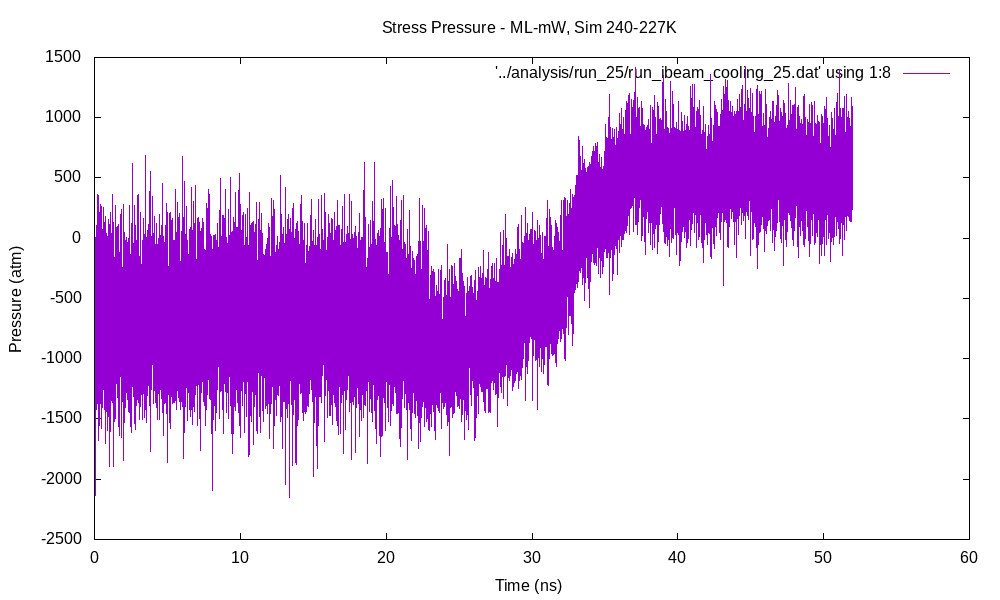 Stress Pressure - ML-mW, Sim 240-227K
'../analysis/run_25/run_ibeam_cooling_25.dat' using 1:8
1500
1000
500
0
-500
-1000
-1500
-2000
-2500
Pressure (atm)
0 10 20 30 40 50 60
Time (ns)